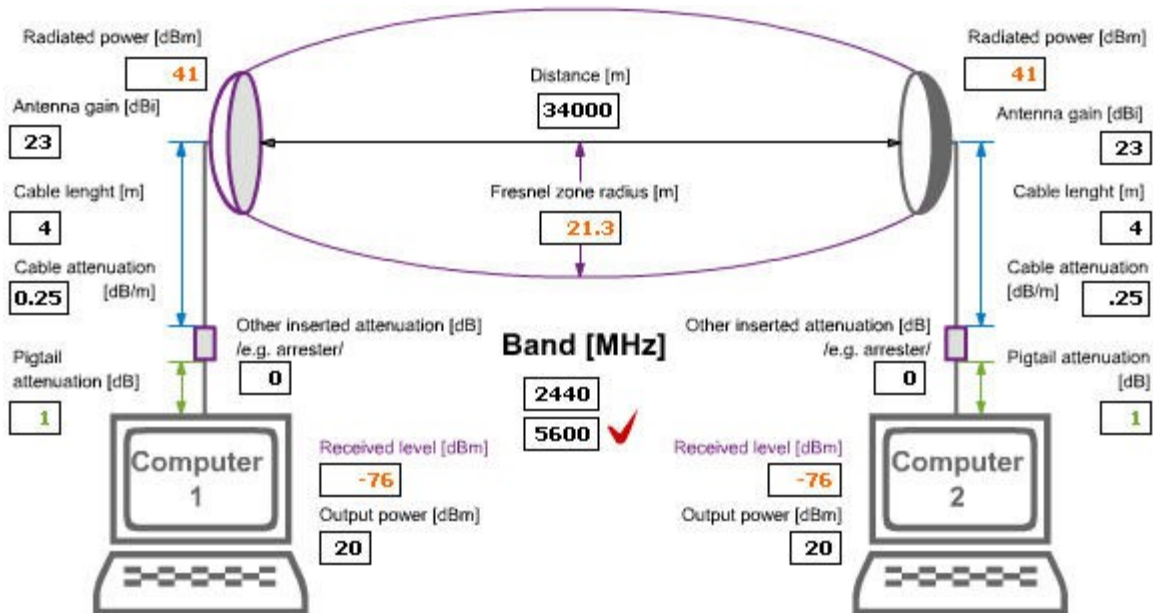 Radiated power [dBm]
41
Antenna gain [dBi]
23
Cable lenght [m]
4
Cable attenuation
[dB/m]
0.25
Pigtail
attenuation [dB]
1
Other inserted attenuation [dB]
/e.g. arrester/
0
Computer
1
Received level [dBm]
-76
Output power [dBm]
20
Distance [m]
34000
Fresnel zone radius [m]
21.3
Band [MHz]
2440
5600
Radiated power [dBm]
41
Antenna gain [dBi]
23
Cable lenght [m]
4
Cable attenuation
[dB/m]
.25
Other inserted attenuation [dB]
/e.g. arrester/
0
Pigtail attenuation
[dB]
1
Received level [dBm]
-76
Output power [dBm]
20
Computer
2